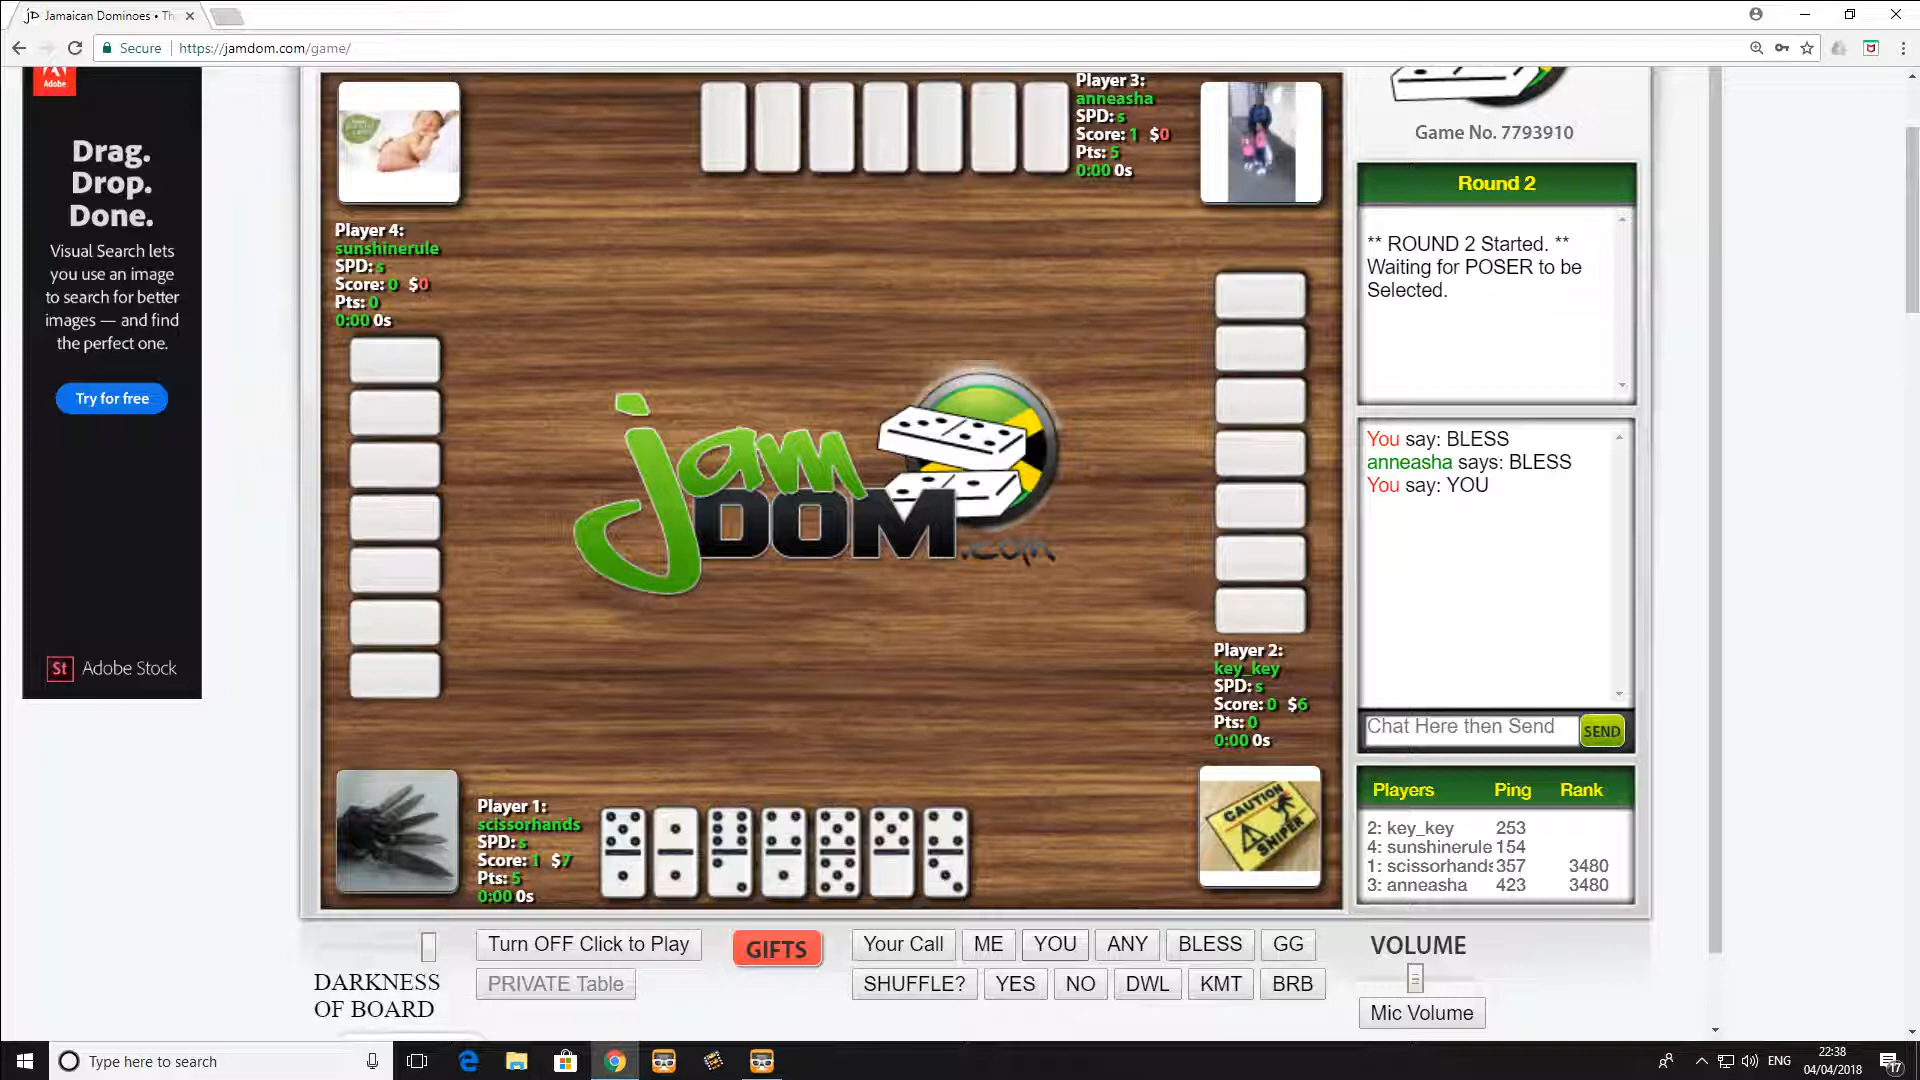 Jamaican Dominoes • Th
Secure
https://jamdom.com/game/
Adobe
Drag.
Drop.
Done.
Visual Search lets
you use an image
to search for better
images — and find
the perfect one.
Try for free
St Adobe Stock
Player 4:
sunshinerule
SPD: s
Score: 0 $0
Pts: 0
0:00 0s
Player 3:
anneasha
SPD: s
Score: 1 $0
Pts: 5
0:00 0s
jam
DOM.com
Player 2:
key_key
SPD: s
Score: 0 $6
Pts: 0
0:00 0s
CAUTION
SNIPER
Player 1:
scissorhands
SPD: s
Score: 1 $7
Pts: 5
0:00 0s
Game No. 7793910
Round 2
** ROUND 2 Started. **
Waiting for POSER to be
Selected.
You say: BLESS
anneasha says: BLESS
You say: YOU
Chat Here then Send
SEND
Players Ping Rank
2: key_key 253
4: sunshinerule 154
1: scissorhands 357 3480
3: anneasha 423 3480
DARKNESS
OF BOARD
Turn OFF Click to Play
PRIVATE Table
GIFTS
Your Call ME YOU ANY BLESS GG
SHUFFLE? YES NO DWL KMT BRB
VOLUME
Mic Volume
Type here to search
ENG
22:38
04/04/2018
17